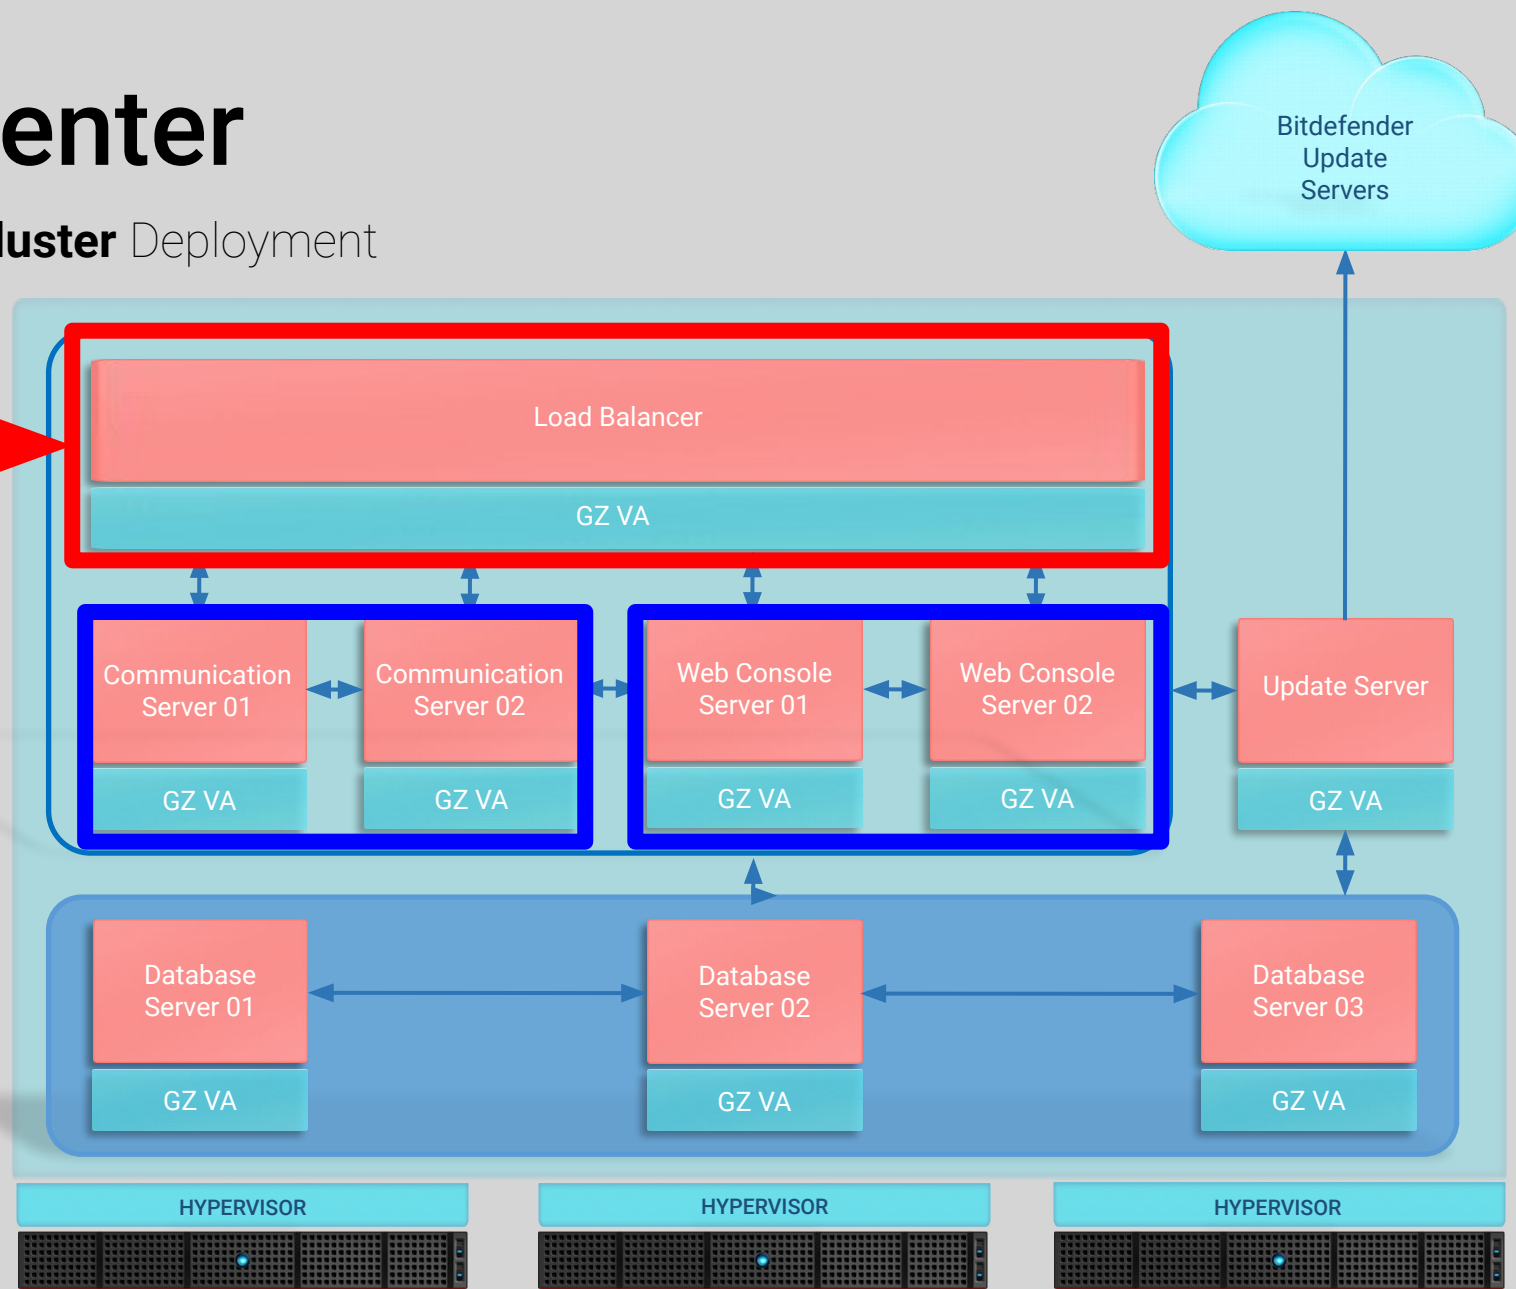 enter
luster Deployment
Bitdefender
Update
Servers
Load Balancer
GZ VA
Communication
Server 01
Communication
Server 02
Web Console
Server 01
Web Console
Server 02
Update Server
GZ VA
GZ VA
GZ VA
GZ VA
GZ VA
Database
Server 01
Database
Server 02
Database
Server 03
GZ VA
GZ VA
GZ VA
HYPERVISOR
HYPERVISOR
HYPERVISOR